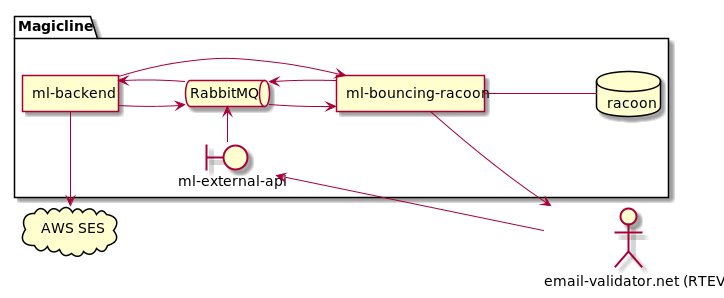 Magicline
ml-backend
RabbitMQ
ml-bouncing-racoon
racoon
ml-external-api
AWS SES
email-validator.net (RTEV